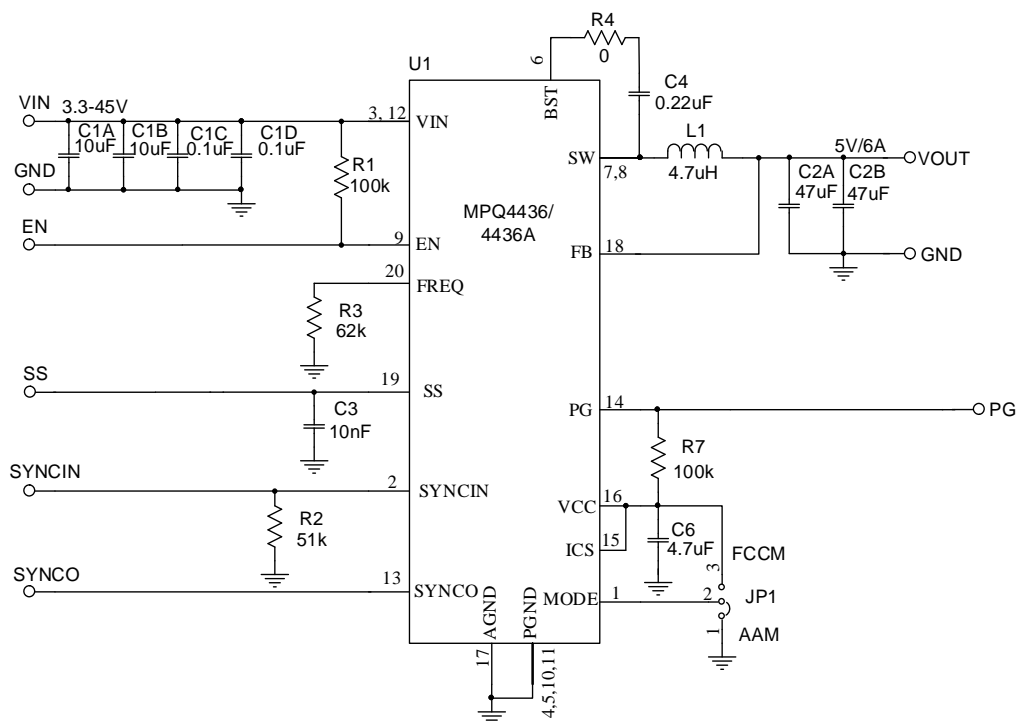 R4
0
6
U1
BST
C4
0.22uF
VIN
3.3-45V
3, 12
VIN
C1A
10uF
C1B
10uF
C1C
0.1uF
C1D
0.1uF
L1
4.7uH
SW
7,8
5V/6A
VOUT
GND
R1
100k
C2A
47uF
C2B
47uF
MPQ4436/
4436A
EN
9
EN
FB
18
GND
20
FREQ
R3
62k
SS
19
SS
C3
10nF
PG
14
PG
R7
100k
SYNCIN
2
SYNCIN
R2
51k
VCC
16
ICS
15
C6
4.7uF
FCCM
3
SYNCO
13
SYNCO
MODE
1
2
JP1
1
AAM
AGND
PGND
17
4,5,10,11